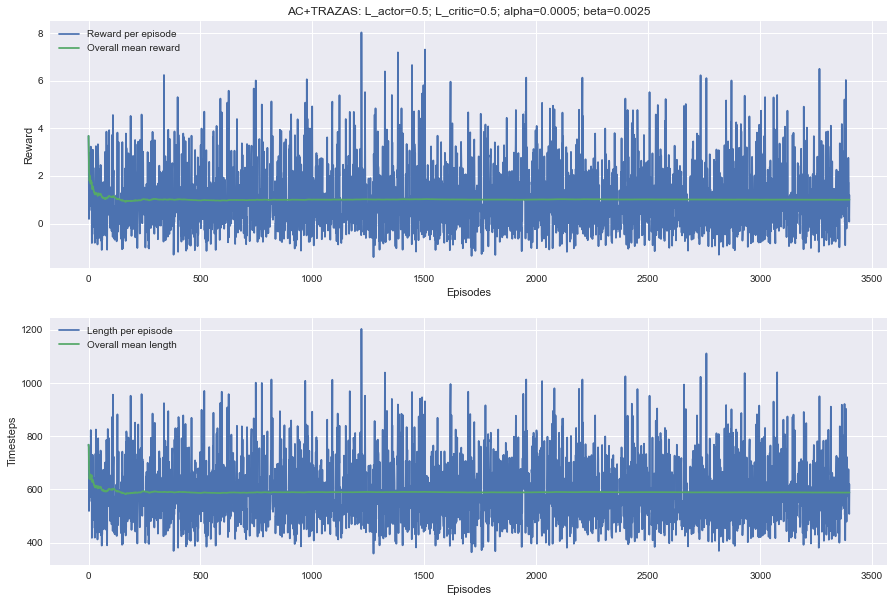 AC+TRAZAS: L_actor=0.5; L_critic=0.5; alpha=0.0005; beta=0.0025
8
6
4
2
0
Reward
Reward per episode
Overall mean reward
0 500 1000 1500 2000 2500 3000 3500
Episodes
1200
1000
800
600
400
Timesteps
Length per episode
Overall mean length
0 500 1000 1500 2000 2500 3000 3500
Episodes